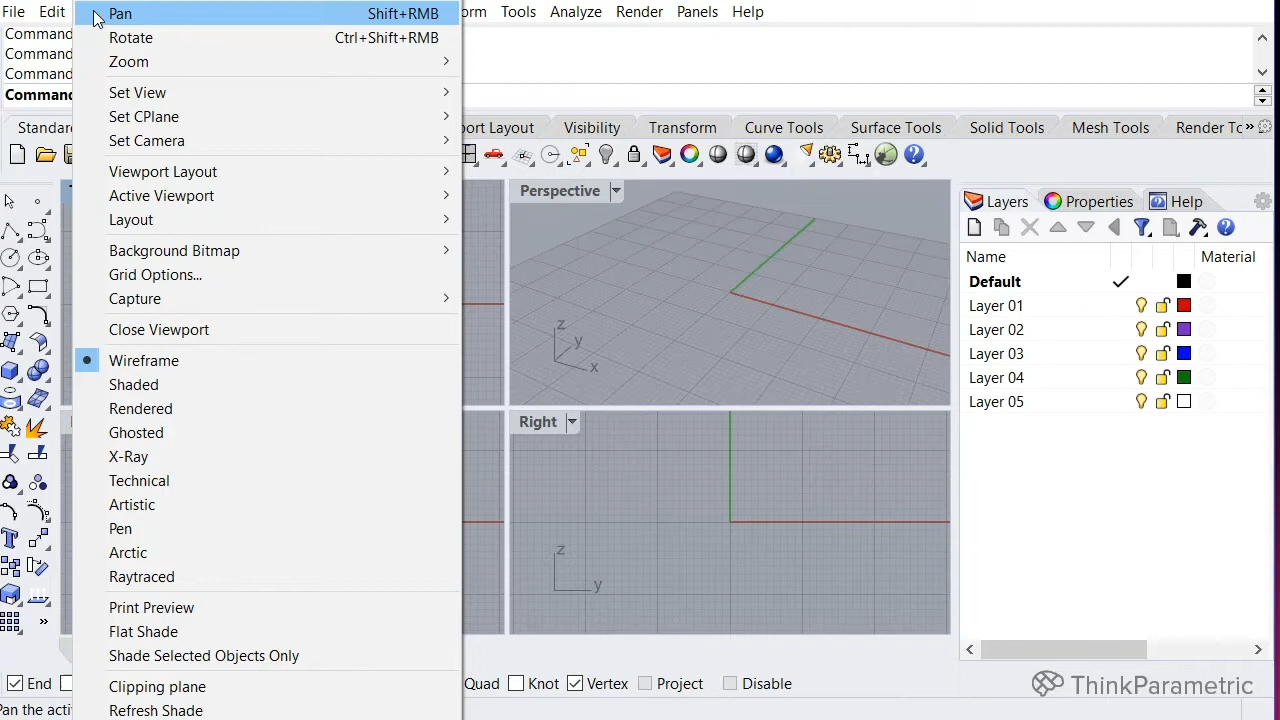 File Edit orm Tools Analyze Render Panels Help
Pan Shift+RMB
Rotate Ctrl+Shift+RMB
Zoom
Set View
Set CPlane
Set Camera
Viewport Layout
Active Viewport
Layout
Background Bitmap
Grid Options...
Capture
Close Viewport
Wireframe
Shaded
Rendered
Ghosted
X-Ray
Technical
Artistic
Pen
Arctic
Raytraced
Print Preview
Flat Shade
Shade Selected Objects Only
Clipping plane
Refresh Shade
Command
Command
Command
Command
Standar port Layout Visibility Transform Curve Tools Surface Tools Solid Tools Mesh Tools Render To
Perspective
z
y
x
Right
z
y
Layers Properties Help
Name Material
Default
Layer 01
Layer 02
Layer 03
Layer 04
Layer 05
End Quad Knot Vertex Project Disable
Pan the acti
ThinkParametric